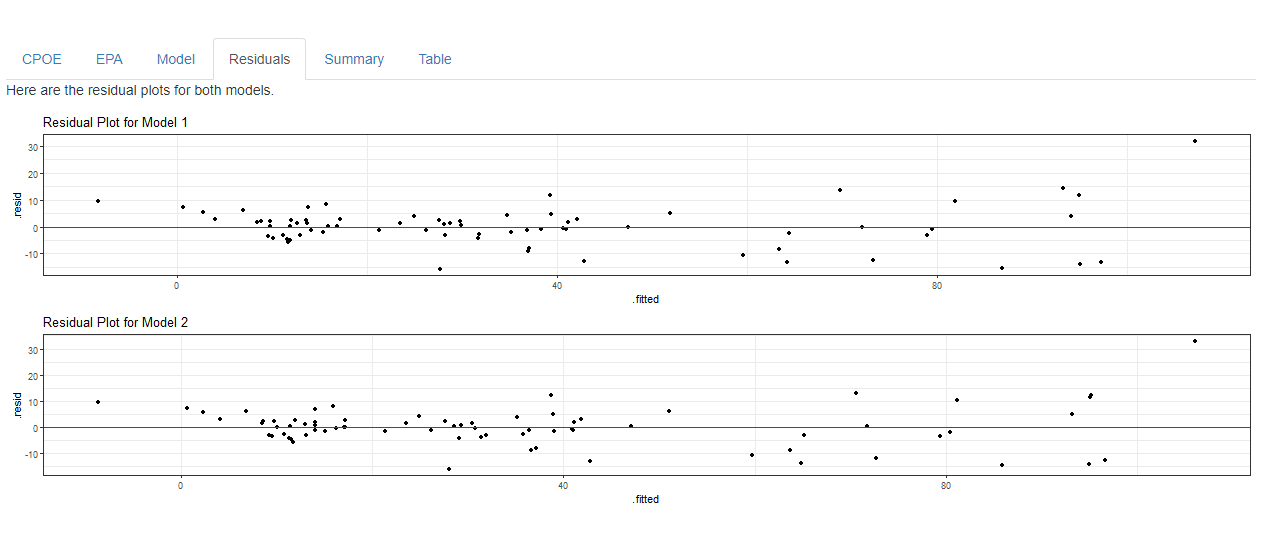 CPOE EPA Model Residuals Summary Table
Here are the residual plots for both models.
Residual Plot for Model 1
30
20
10
0
-10
.resid
0 40 80
.fitted
Residual Plot for Model 2
30
20
10
0
-10
.resid
0 40 80
.fitted